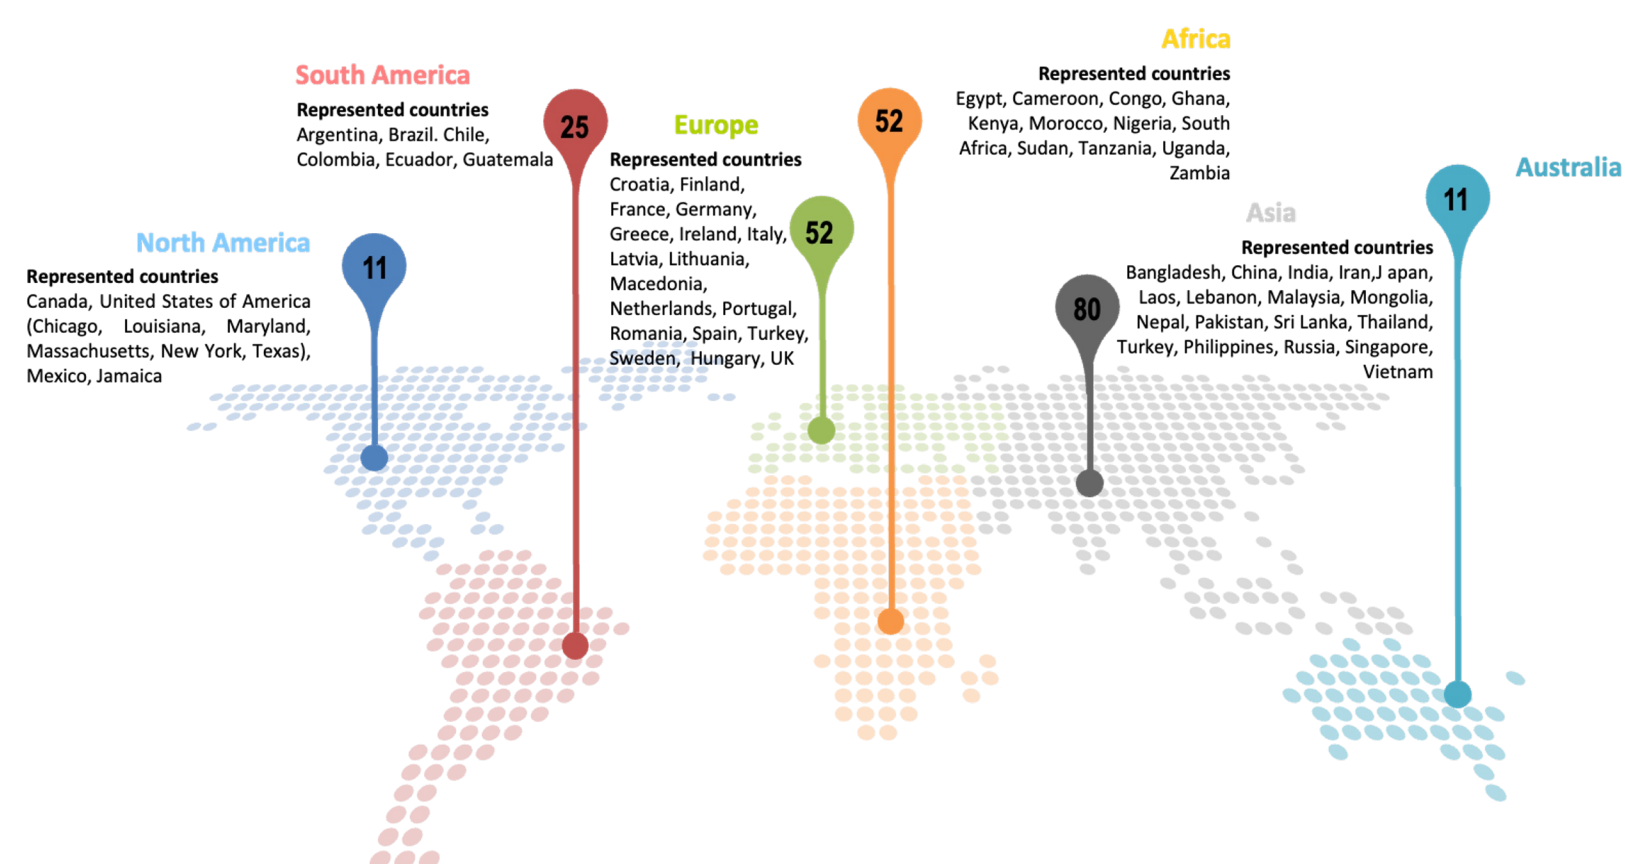 South America
Represented countries
Argentina, Brazil. Chile,
Colombia, Ecuador, Guatemala
25
Europe
Represented countries
Croatia, Finland,
France, Germany,
Greece, Ireland, Italy,
Latvia, Lithuania,
Macedonia,
Netherlands, Portugal,
Romania, Spain, Turkey,
Sweden, Hungary, UK
52
52
Africa
Represented countries
Egypt, Cameroon, Congo, Ghana,
Kenya, Morocco, Nigeria, South
Africa, Sudan, Tanzania, Uganda,
Zambia
Australia
11
Asia
Represented countries
Bangladesh, China, India, Iran,J apan,
Laos, Lebanon, Malaysia, Mongolia,
Nepal, Pakistan, Sri Lanka, Thailand,
Turkey, Philippines, Russia, Singapore,
Vietnam
80
North America
Represented countries
Canada, United States of America
(Chicago, Louisiana, Maryland,
Massachusetts, New York, Texas),
Mexico, Jamaica
11